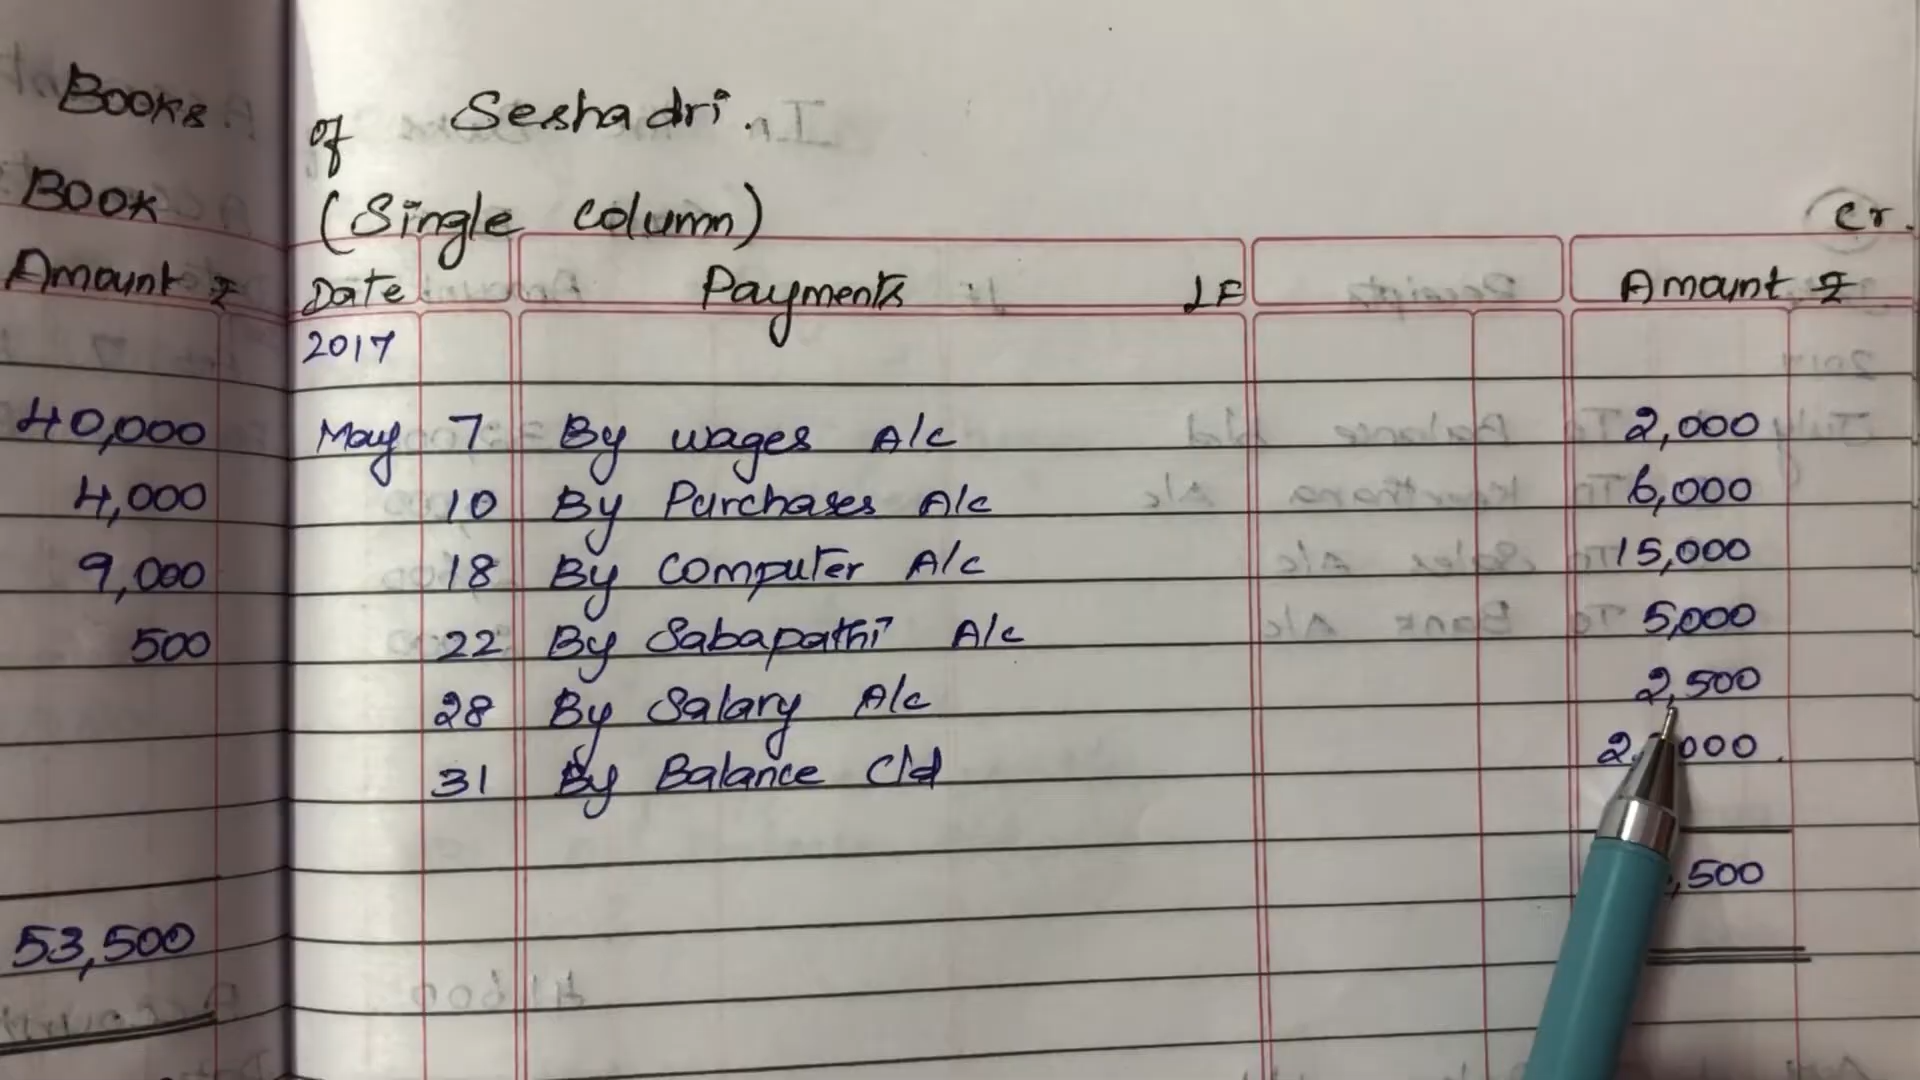 Books of Seshadri.
Book (Single column)
Cr.
Amount ₹ Date Payments LF Amount ₹
2017
40,000 May 7 By wages A/c 2,000
4,000 10 By Purchases A/c 6,000
9,000 18 By Computer A/c 15,000
500 22 By Sabapathi A/c 5,000
28 By Salary A/c 2,500
31 By Balance C/d
53,500